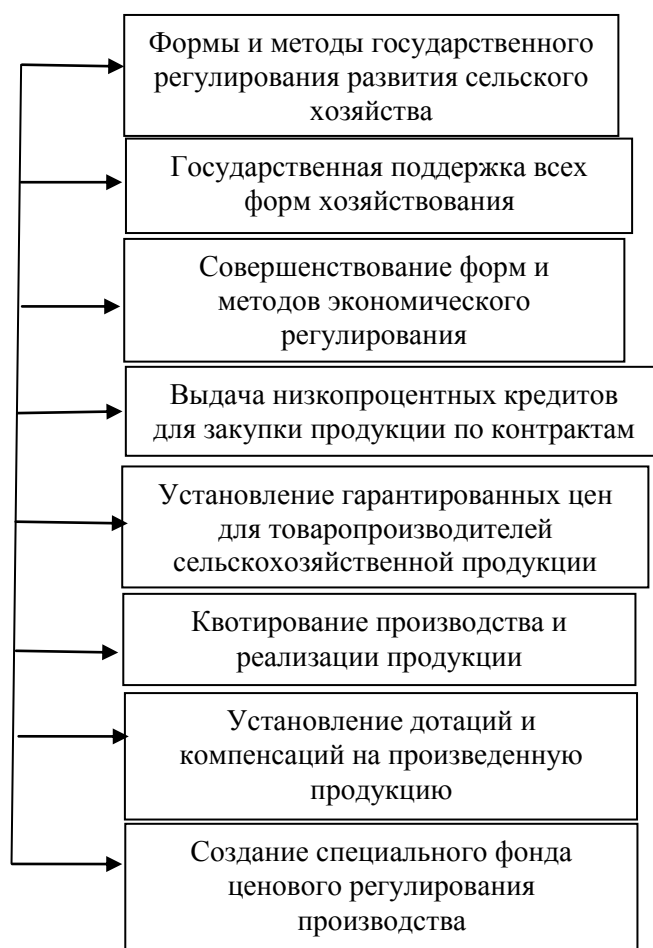 Формы и методы государственного
регулирования развития сельского
хозяйства
Государственная поддержка всех
форм хозяйствования
Совершенствование форм и
методов экономического
регулирования
Выдача низкопроцентных кредитов
для закупки продукции по контрактам
Установление гарантированных цен
для товаропроизводителей
сельскохозяйственной продукции
Квотирование производства и
реализации продукции
Установление дотаций и
компенсаций на произведенную
продукцию
Создание специального фонда
ценового регулирования
производства